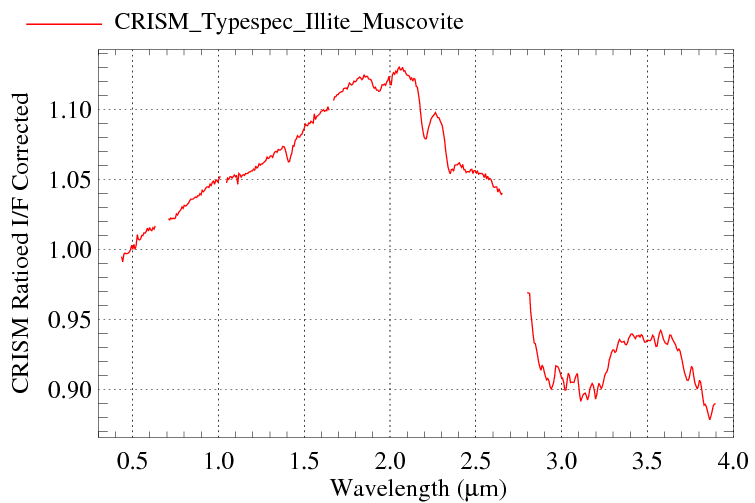 CRISM_Typespec_Illite_Muscovite
CRISM Ratioed I/F Corrected
1.10
1.05
1.00
0.95
0.90
0.5 1.0 1.5 2.0 2.5 3.0 3.5 4.0
Wavelength (μm)